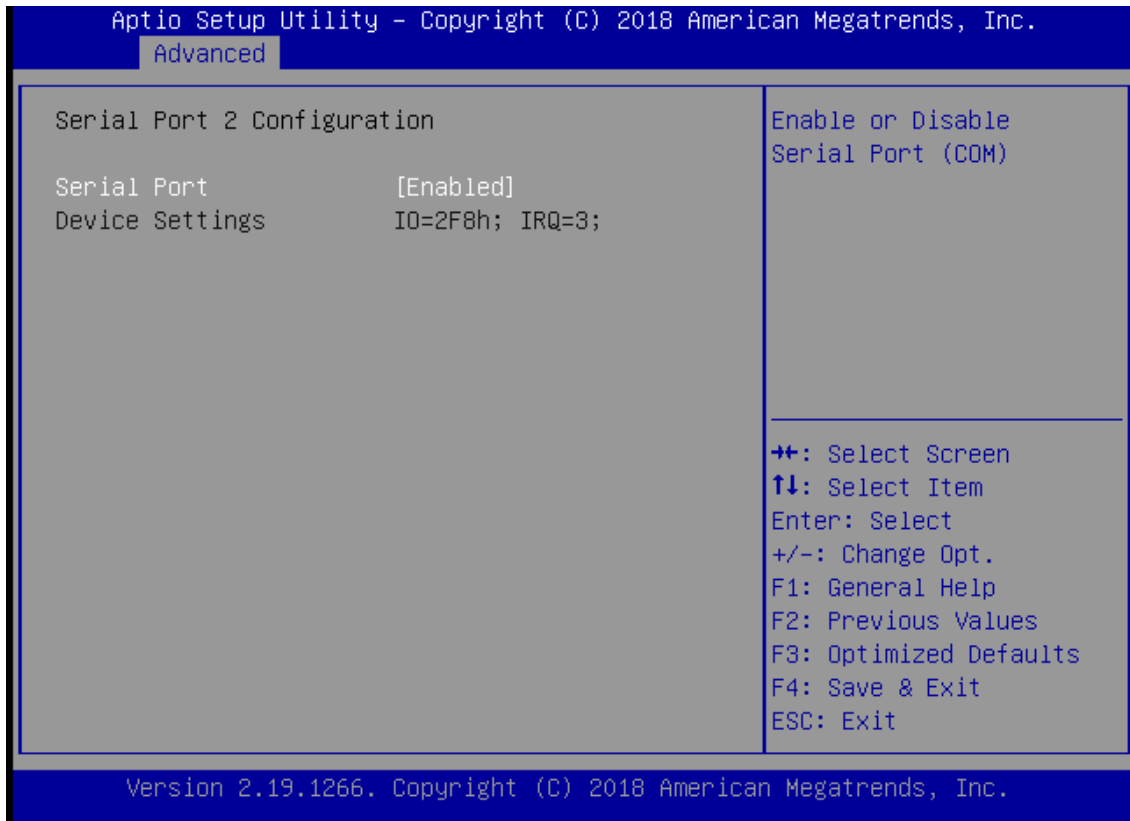 Aptio Setup Utility – Copyright (C) 2018 American Megatrends, Inc.
Advanced
Serial Port 2 Configuration
Serial Port [Enabled]
Device Settings IO=2F8h; IRQ=3;
Enable or Disable
Serial Port (COM)
→←: Select Screen
↑↓: Select Item
Enter: Select
+/-: Change Opt.
F1: General Help
F2: Previous Values
F3: Optimized Defaults
F4: Save & Exit
ESC: Exit
Version 2.19.1266. Copyright (C) 2018 American Megatrends, Inc.